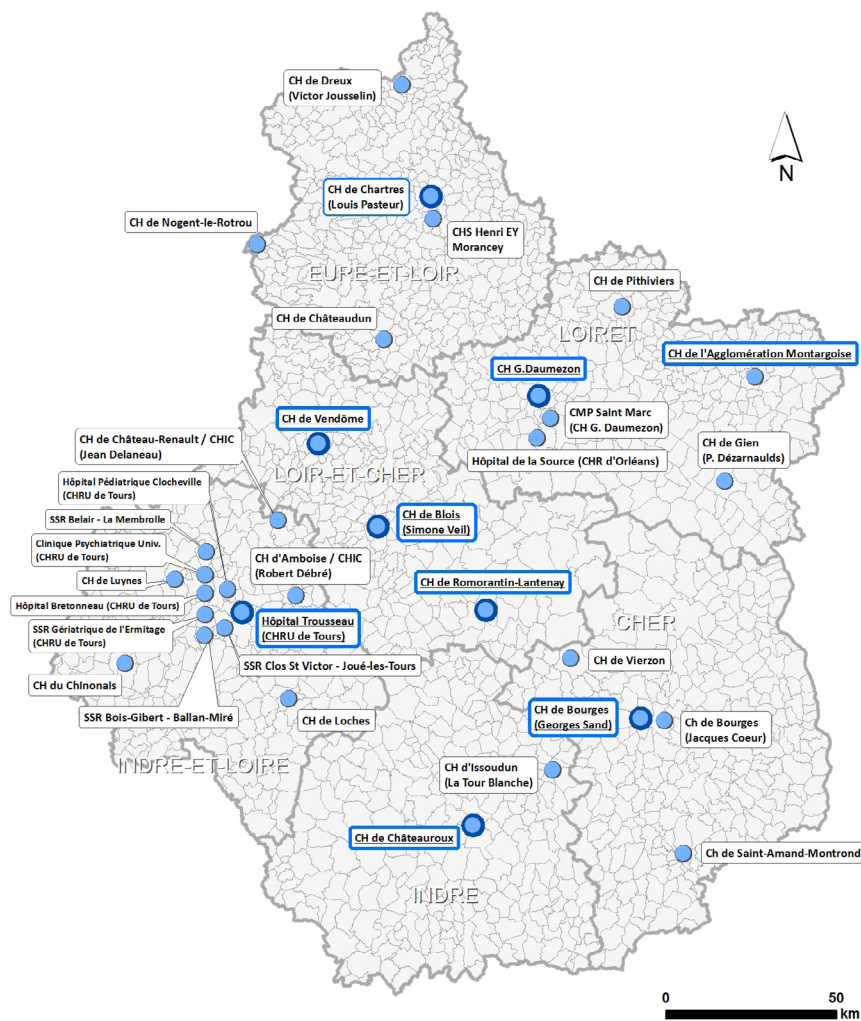 CH de Dreux
(Victor Jousselin)
N
CH de Chartres
(Louis Pasteur)
CH de Nogent-le-Rotrou
CHS Henri EY
Morancey
EURE-ET-LOIR
CH de Pithiviers
CH de Châteaudun
LOIRET
CH de l'Agglomération Montargoise
CH G.Daumezon
CH de Vendôme
CMP Saint Marc
(CH G. Daumezon)
CH de Château-Renault / CHIC
(Jean Delaneau)
CH de Gien
(P. Dézarnaulds)
Hôpital de la Source (CHR d'Orléans)
LOIR-ET-CHER
Hôpital Pédiatrique Clocheville
(CHRU de Tours)
SSR Belair - La Membrolle
CH de Blois
(Simone Veil)
Clinique Psychiatrique Univ.
(CHRU de Tours)
CH d'Amboise / CHIC
(Robert Débré)
CH de Luynes
CH de Romorantin-Lantenay
Hôpital Bretonneau (CHRU de Tours)
Hôpital Trousseau
(CHRU de Tours)
CHER
SSR Gériatrique de l'Ermitage
(CHRU de Tours)
SSR Clos St Victor - Joué-les-Tours
CH de Vierzon
CH du Chinonais
CH de Bourges
(Georges Sand)
SSR Bois-Gibert - Ballan-Miré
CH de Loches
Ch de Bourges
(Jacques Coeur)
INDRE-ET-LOIRE
CH d'Issoudun
(La Tour Blanche)
CH de Châteauroux
Ch de Saint-Amand-Montrond
INDRE
0 50
km